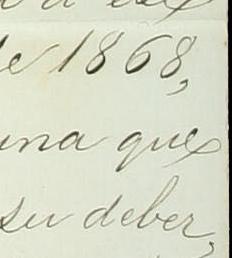 de 1868,
una que
su deber,